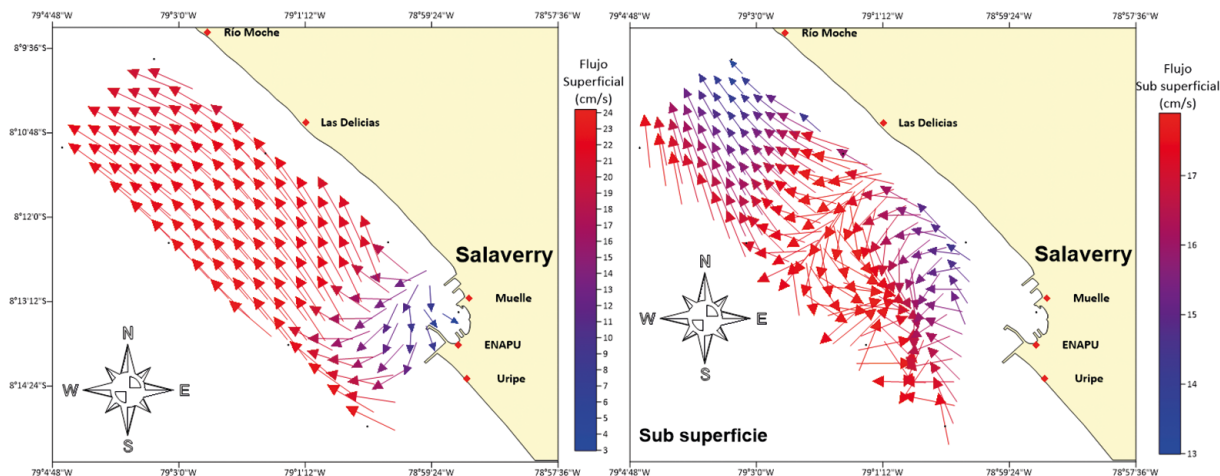 79°4'48"W 79°3'0"W 79°1'12"W 78°59'24"W 78°57'36"W
8°9'36"S
8°10'48"S
8°12'0"S
8°13'12"S
8°14'24"S
Río Moche
Las Delicias
Salaverry
Muelle
ENAPU
Uripe
N
W E
S
79°4'48"W 79°3'0"W 79°1'12"W 78°59'24"W 78°57'36"W
Flujo
Superficial
(cm/s)
24
23
22
21
20
19
18
17
16
15
14
13
12
11
10
9
8
7
6
5
4
3
79°4'48"W 79°3'0"W 79°1'12"W 78°59'24"W 78°57'36"W
Río Moche
Las Delicias
Salaverry
Muelle
ENAPU
Uripe
N
W E
S
Sub superficie
79°4'48"W 79°3'0"W 79°1'12"W 78°59'24"W 78°57'36"W
Flujo
Sub superficial
(cm/s)
17
16
15
14
13